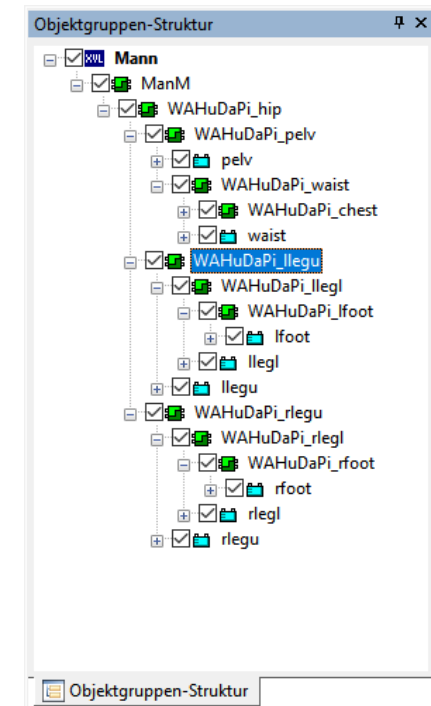 Objektgruppen-Struktur
XVL Mann
ManM
WAHuDaPi_hip
WAHuDaPi_pelv
pelv
WAHuDaPi_waist
WAHuDaPi_chest
waist
WAHuDaPi_llegu
WAHuDaPi_llegl
WAHuDaPi_lfoot
lfoot
llegl
llegu
WAHuDaPi_rlegu
WAHuDaPi_rlegl
WAHuDaPi_rfoot
rfoot
rlegl
rlegu
Objektgruppen-Struktur